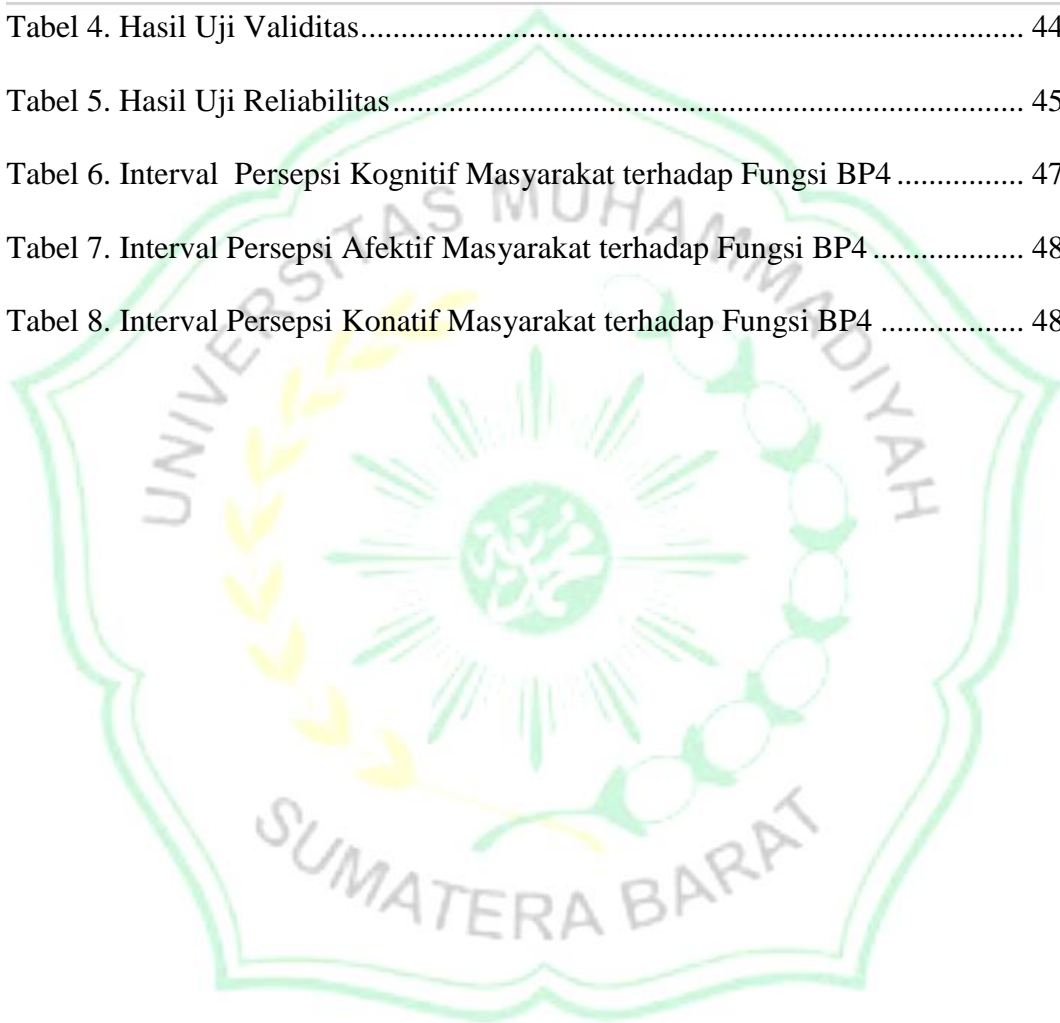 Tabel 4. Hasil Uji Validitas........................................................................................ 44
Tabel 5. Hasil Uji Reliabilitas.................................................................................... 45
Tabel 6. Interval  Persepsi Kognitif Masyarakat terhadap Fungsi BP4 ................. 47
Tabel 7. Interval Persepsi Afektif Masyarakat terhadap Fungsi BP4 .................... 48
Tabel 8. Interval Persepsi Konatif Masyarakat terhadap Fungsi BP4 ................... 48
UNIVERSITAS MUHAMMADIYAH
SUMATERA BARAT